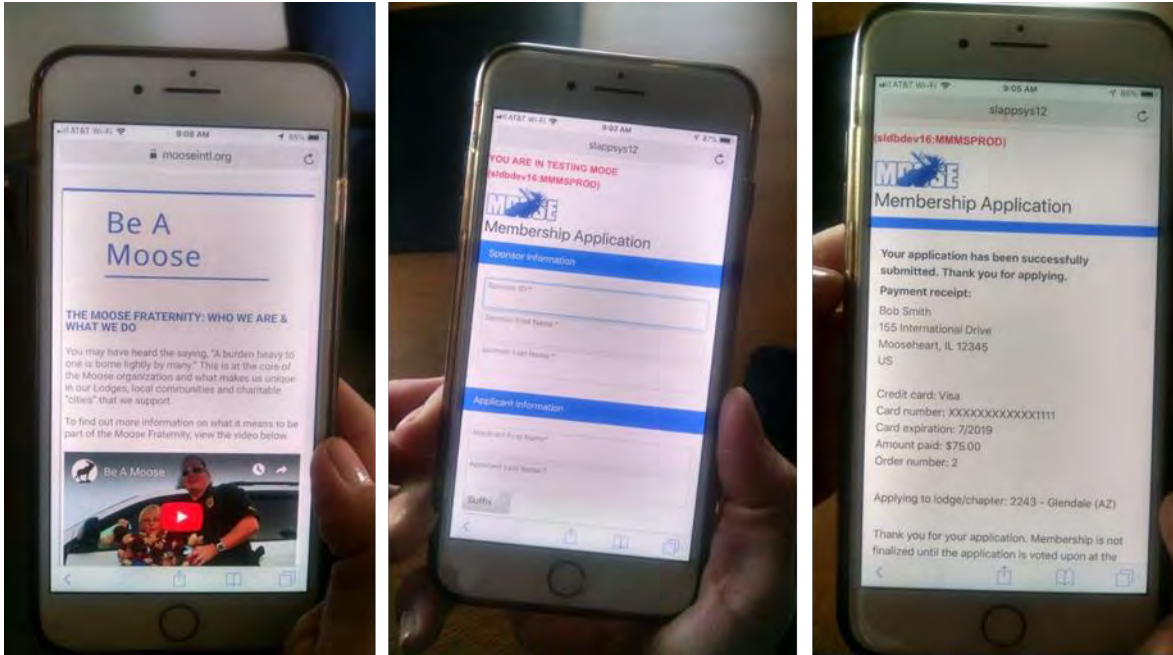 AT&T Wi-Fi 9:08 AM 85%
mooseintl.org
Be A
Moose
THE MOOSE FRATERNITY: WHO WE ARE &
WHAT WE DO
You may have heard the saying, "A burden heavy to
one is borne lightly by many." This is at the core of
the Moose organization and what makes us unique
in our Lodges, local communities and charitable
"cities" that we support.
To find out more information on what it means to be
part of the Moose Fraternity, view the video below.
Be A Moose
AT&T Wi-Fi 9:03 AM 87%
slappsys12
YOU ARE IN TESTING MODE
(sldbdev16:MMMSPROD)
MOOSE
Membership Application
Sponsor Information
Sponsor ID*
Sponsor First Name*
Sponsor Last Name*
Applicant Information
Applicant First Name*
Applicant Last Name*
Suffix
AT&T Wi-Fi 9:05 AM 86%
slappsys12
(sldbdev16:MMMSPROD)
MOOSE
Membership Application
Your application has been successfully
submitted. Thank you for applying.
Payment receipt:
Bob Smith
155 International Drive
Mooseheart, IL 12345
US
Credit card: Visa
Card number: XXXXXXXXXXXX1111
Card expiration: 7/2019
Amount paid: $75.00
Order number: 2
Applying to lodge/chapter: 2243 - Glendale (AZ)
Thank you for your application. Membership is not
finalized until the application is voted upon at the